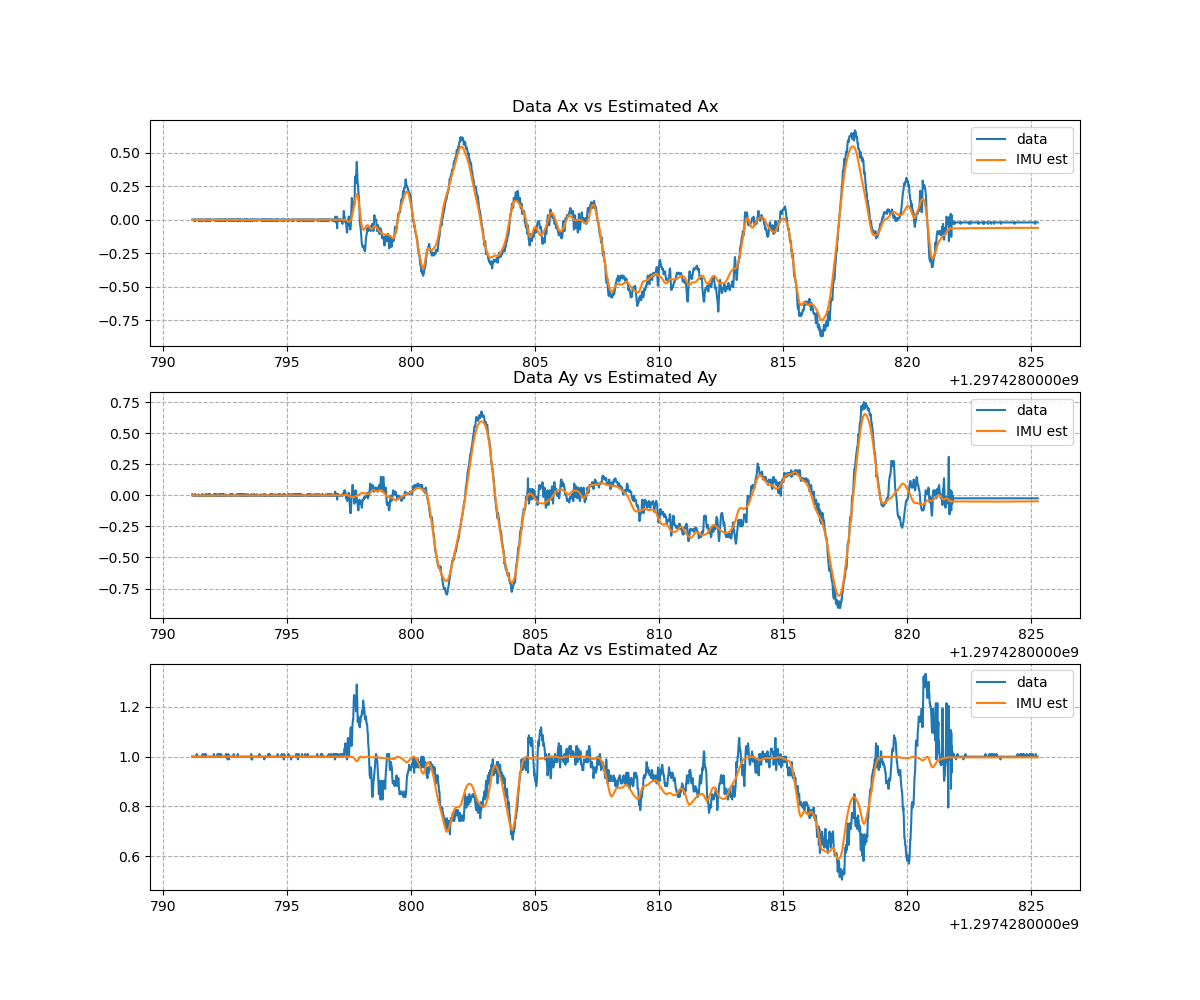 Data Ax vs Estimated Ax
0.50
0.25
0.00
−0.25
−0.50
−0.75
data
IMU est
790 795 800 805 810 815 820 825
+1.2974280000e9
Data Ay vs Estimated Ay
0.75
0.50
0.25
0.00
−0.25
−0.50
−0.75
data
IMU est
790 795 800 805 810 815 820 825
+1.2974280000e9
Data Az vs Estimated Az
1.2
1.0
0.8
0.6
data
IMU est
790 795 800 805 810 815 820 825
+1.2974280000e9